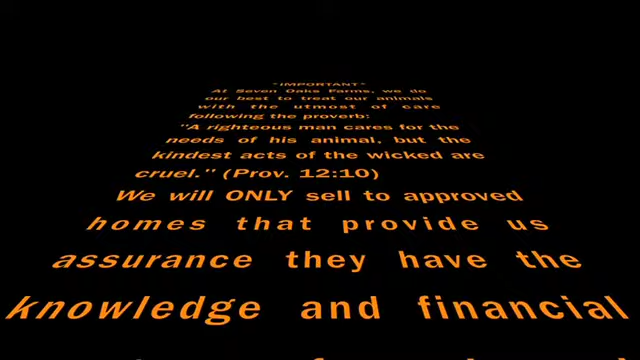 *IMPORTANT*
At Seven Oaks Farms, we do
our best to treat our animals
with the utmost of care
following the proverb:
"A righteous man cares for the
needs of his animal, but the
kindest acts of the wicked are
cruel." (Prov. 12:10)
We will ONLY sell to approved
homes that provide us
assurance they have the
knowledge and financial